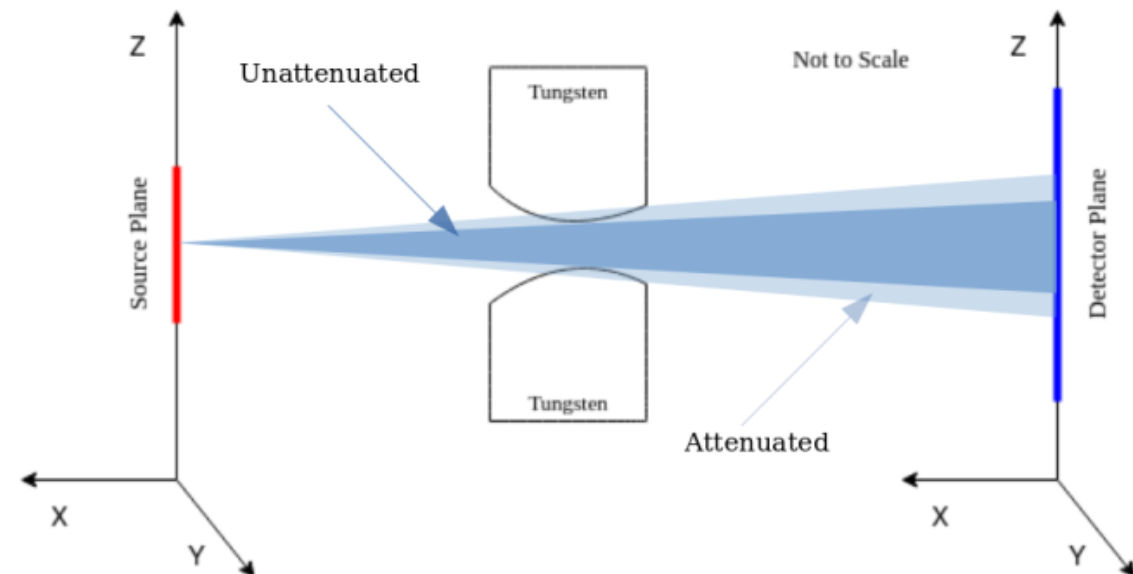 Z
Unattenuated
Tungsten
Not to Scale
Z
Source Plane
Detector Plane
Tungsten
Attenuated
X
Y
X
Y